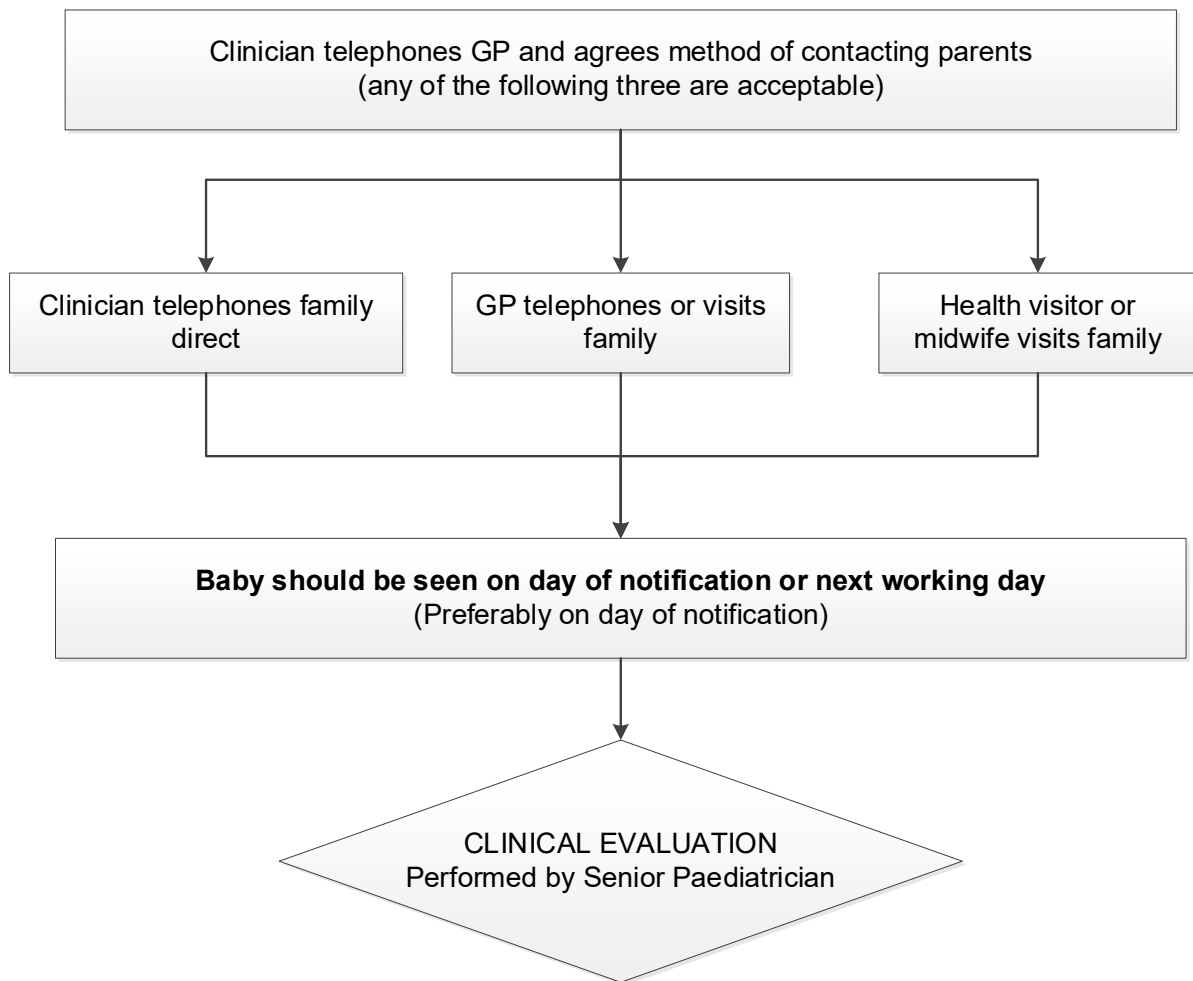 Clinician telephones GP and agrees method of contacting parents
(any of the following three are acceptable)
Clinician telephones family
direct
GP telephones or visits
family
Health visitor or
midwife visits family
Baby should be seen on day of notification or next working day
(Preferably on day of notification)
CLINICAL EVALUATION
Performed by Senior Paediatrician